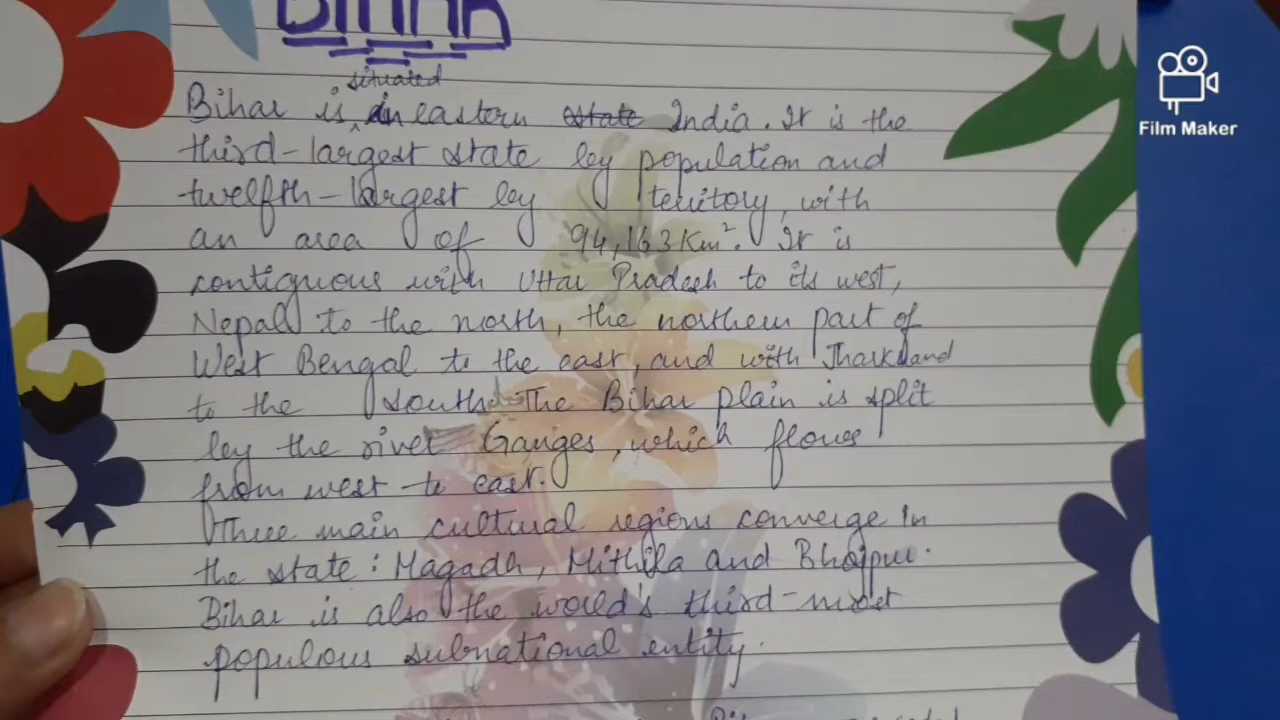 BIHAR
situated
Bihar is in eastern state India. It is the
third-largest state by population and
twelfth-largest by territory, with
an area of 94,163 Km². It is
contiguous with Uttar Pradesh to its west,
Nepal to the north, the northern part of
West Bengal to the east, and with Jharkhand
to the south. The Bihar plain is split
by the river Ganges, which flows
from west to east.
Three main cultural regions converge in
the state: Magadh, Mithila and Bhojpur.
Bihar is also the world's third-most
populous subnational entity.
Film Maker